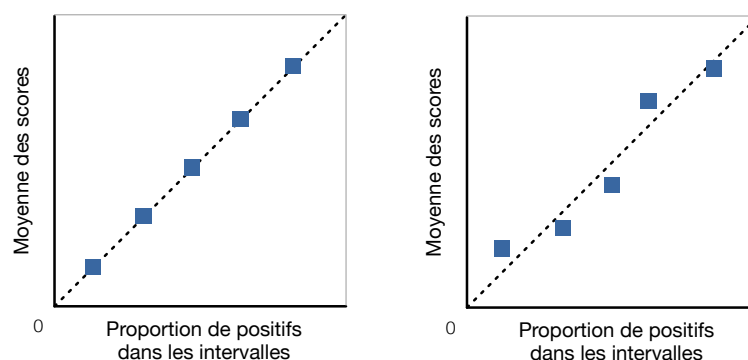 Moyenne des scores
0
Proportion de positifs
dans les intervalles
Moyenne des scores
0
Proportion de positifs
dans les intervalles